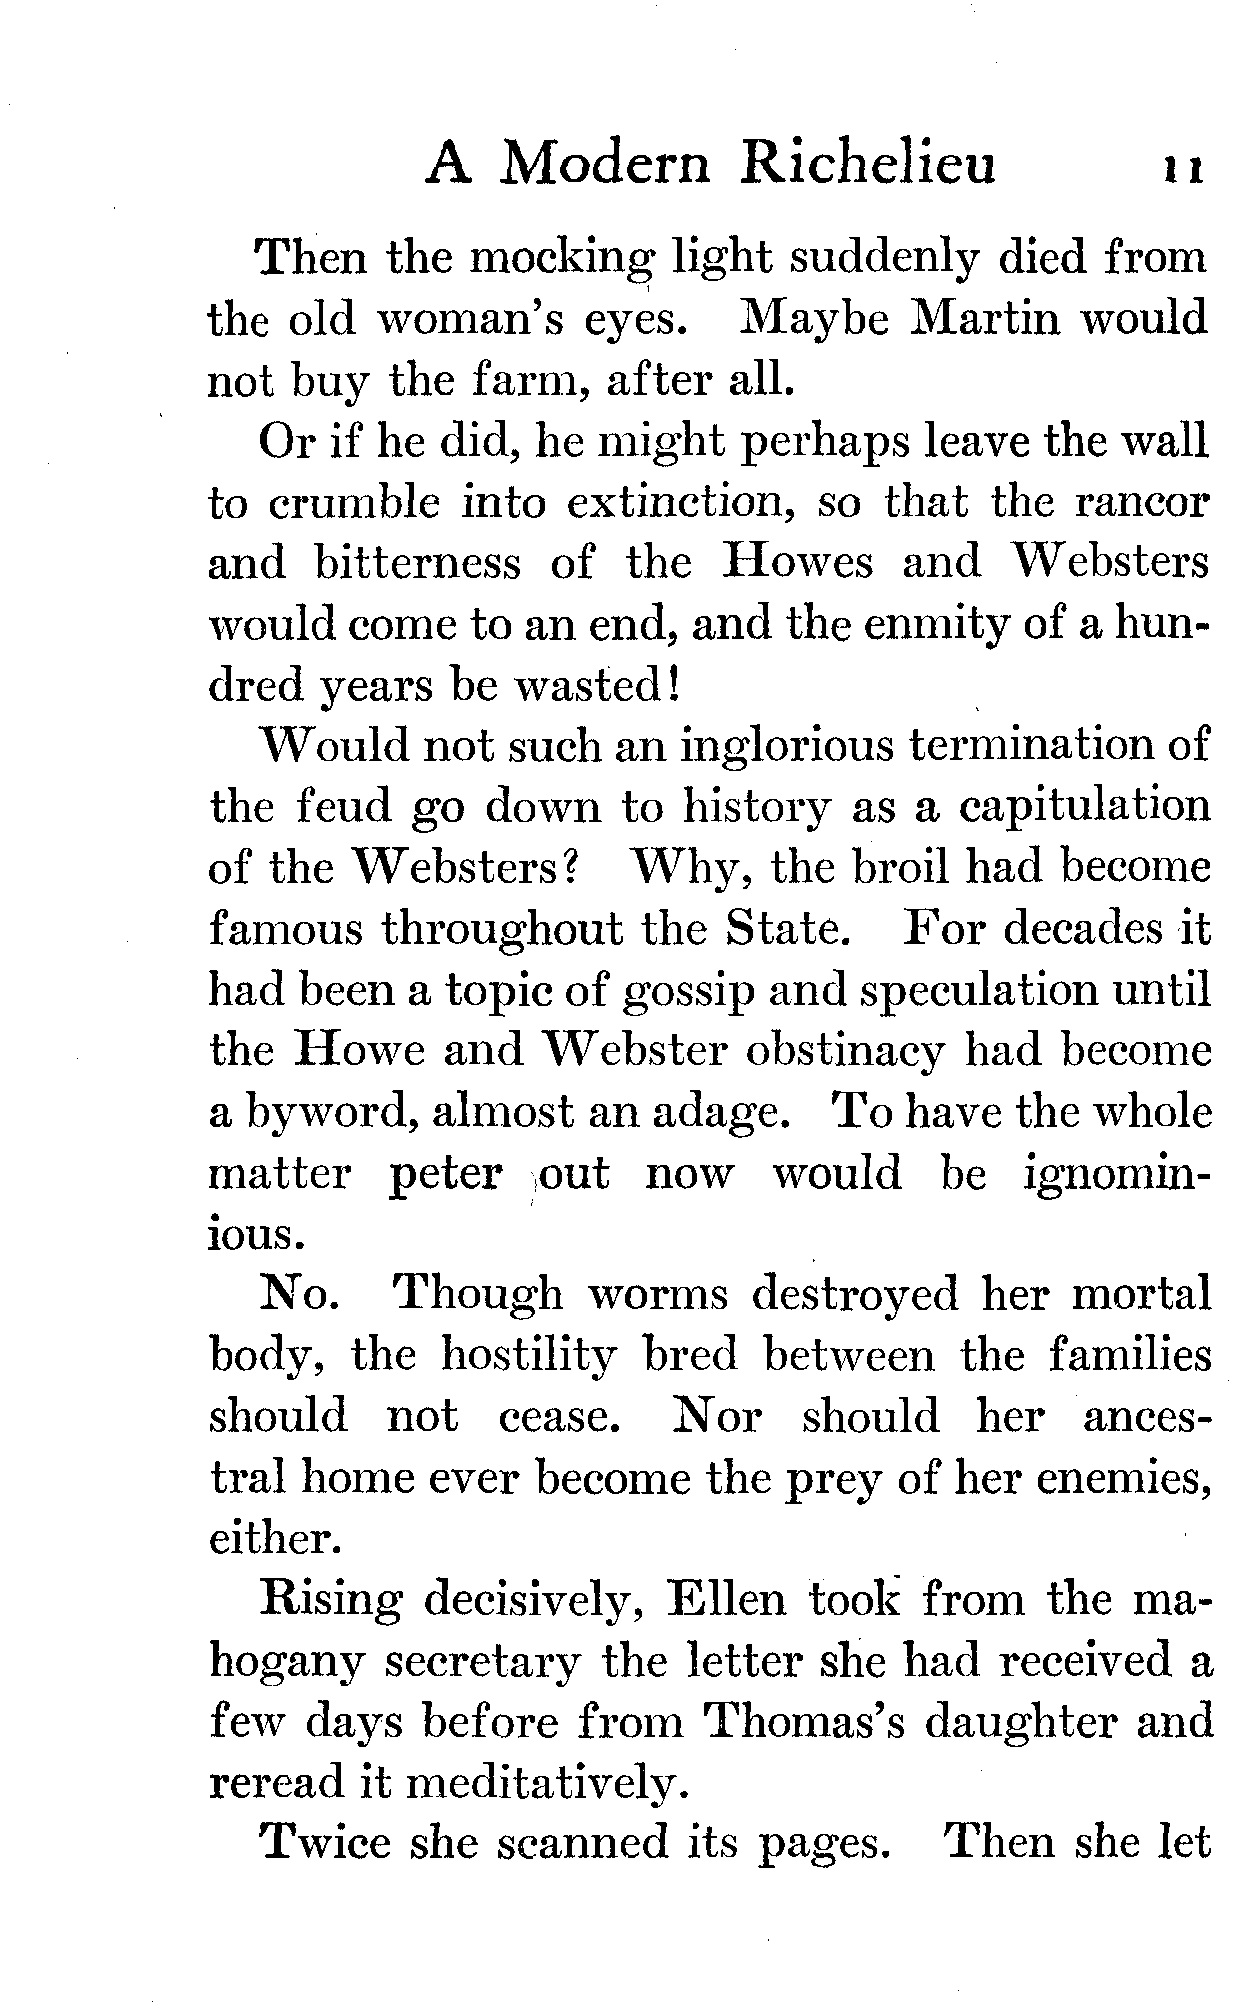 A Modern Richelieu 11
Then the mocking light suddenly died from
the old woman's eyes. Maybe Martin would
not buy the farm, after all.
Or if he did, he might perhaps leave the wall
to crumble into extinction, so that the rancor
and bitterness of the Howes and Websters
would come to an end, and the enmity of a hun-
dred years be wasted!
Would not such an inglorious termination of
the feud go down to history as a capitulation
of the Websters? Why, the broil had become
famous throughout the State. For decades it
had been a topic of gossip and speculation until
the Howe and Webster obstinacy had become
a byword, almost an adage. To have the whole
matter peter out now would be ignomin-
ious.
No. Though worms destroyed her mortal
body, the hostility bred between the families
should not cease. Nor should her ances-
tral home ever become the prey of her enemies,
either.
Rising decisively, Ellen took from the ma-
hogany secretary the letter she had received a
few days before from Thomas's daughter and
reread it meditatively.
Twice she scanned its pages. Then she let